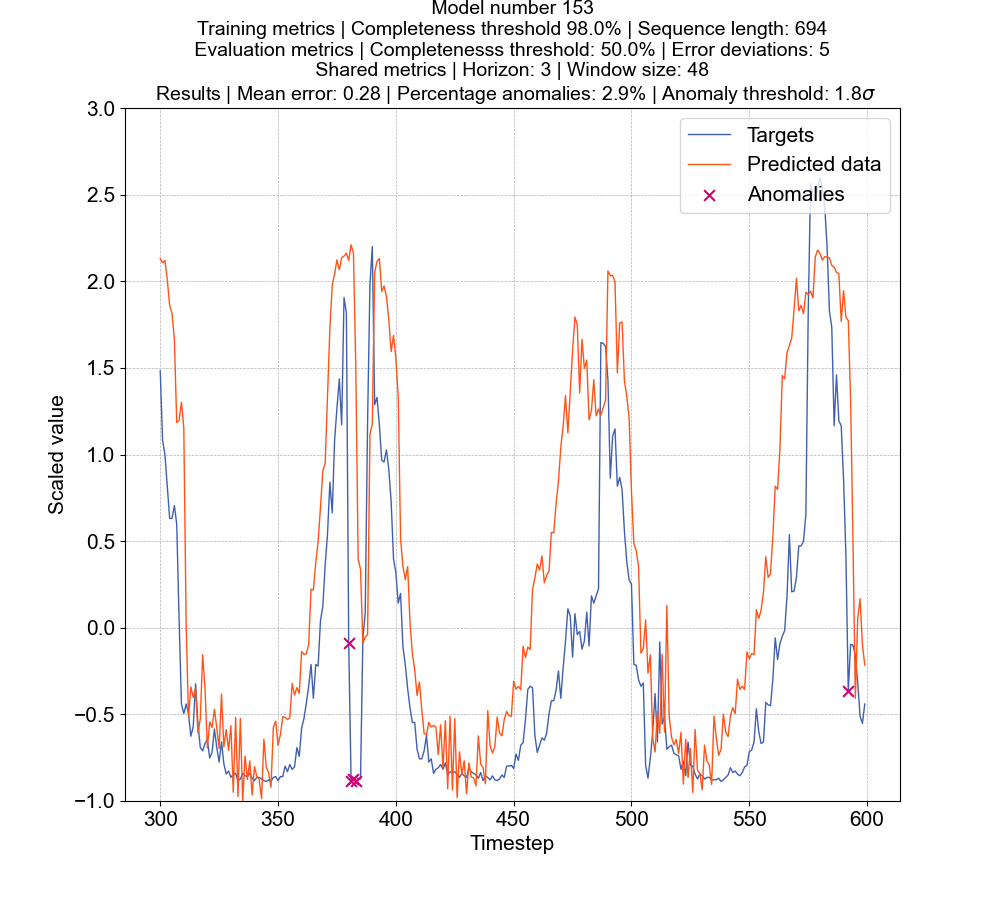 Model number 153
Training metrics | Completeness threshold 98.0% | Sequence length: 694
Evaluation metrics | Completenesss threshold: 50.0% | Error deviations: 5
Shared metrics | Horizon: 3 | Window size: 48
Results | Mean error: 0.28 | Percentage anomalies: 2.9% | Anomaly threshold: 1.8σ
3.0
2.5
2.0
1.5
1.0
0.5
0.0
−0.5
−1.0
Scaled value
Targets
Predicted data
Anomalies
300 350 400 450 500 550 600
Timestep